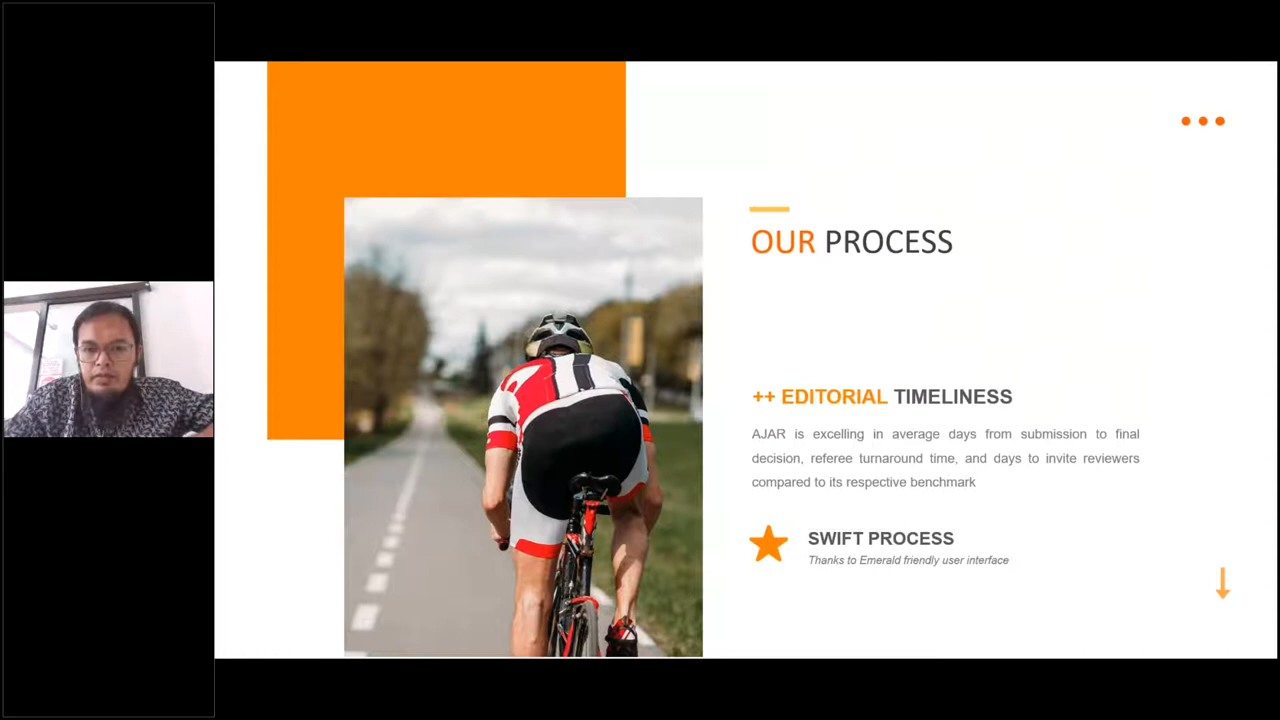 OUR PROCESS
++ EDITORIAL TIMELINESS
AJAR is excelling in average days from submission to final
decision, referee turnaround time, and days to invite reviewers
compared to its respective benchmark
SWIFT PROCESS
Thanks to Emerald friendly user interface